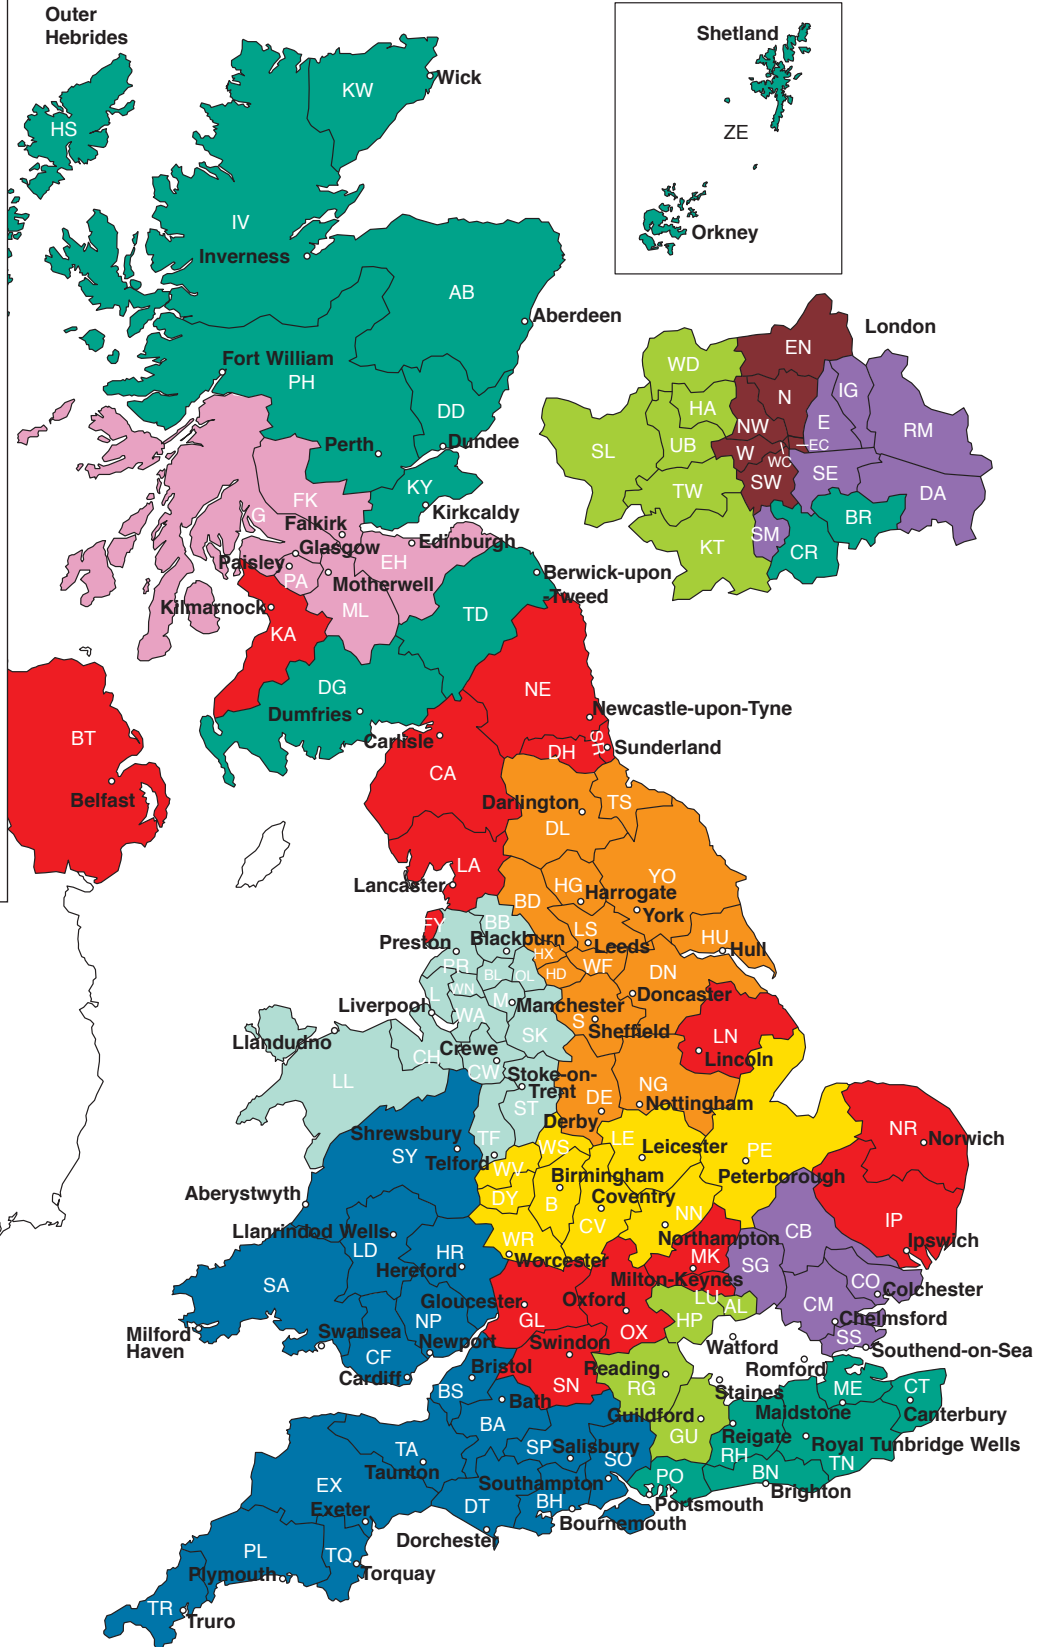 Outer
Hebrides
Shetland
KW
Wick
HS
ZE
IV
Inverness
Orkney
AB
Aberdeen
London
EN
Fort William
WD
PH
IG
HA
N
DD
NW
E
RM
Perth
Dundee
SL
UB
W
EC
WC
SE
KY
TW
SW
DA
FK
Kirkcaldy
G
Falkirk
BR
Glasgow
Edinburgh
SM
KT
CR
Paisley
EH
PA
Motherwell
Berwick-upon
-Tweed
Kilmarnock
ML
TD
KA
DG
NE
Dumfries
Newcastle-upon-Tyne
BT
Carlisle
SR
DH
Sunderland
CA
Belfast
Darlington
TS
DL
LA
YO
Lancaster
HG
Harrogate
BD
York
FY
BB
LS
HU
Preston
Blackburn
Leeds
Hull
HX
PR
BL
OL
HD
WF
DN
WN
L
M
Doncaster
Liverpool
Manchester
WA
S
Sheffield
SK
LN
Llandudno
Crewe
CH
Lincoln
CW
Stoke-on-
Trent
LL
NG
DE
Nottingham
ST
Derby
Shrewsbury
TF
WS
LE
Leicester
NR
Norwich
SY
Telford
PE
WV
Birmingham
Peterborough
Aberystwyth
DY
B
Coventry
NN
CV
IP
Llanrindod Wells
WR
Northampton
CB
Ipswich
LD
HR
Worcester
MK
SG
Hereford
Milton-Keynes
SA
CO
Colchester
Gloucester
Oxford
LU
AL
CM
NP
GL
HP
Chelmsford
Milford
Haven
Swansea
Newport
Swindon
OX
Watford
SS
Southend-on-Sea
CF
Bristol
Reading
Romford
Cardiff
SN
RG
Staines
ME
CT
BS
Bath
Guildford
Maidstone
Canterbury
BA
GU
Reigate
Royal Tunbridge Wells
TA
SP
Salisbury
RH
TN
Taunton
SO
BN
EX
Southampton
PO
Brighton
Exeter
DT
BH
Portsmouth
Bournemouth
Dorchester
PL
TQ
Plymouth
Torquay
TR
Truro